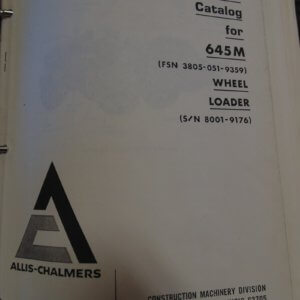 Catalog
for
645M
(FSN 3805-051-9359)
WHEEL
LOADER
(S/N 8001-9176)
ALLIS-CHALMERS
CONSTRUCTION MACHINERY DIVISION